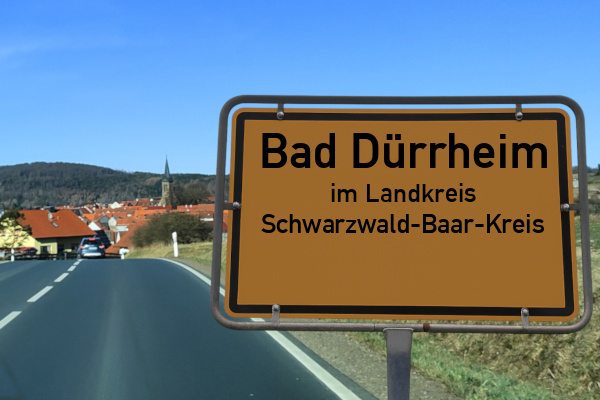 Bad Dürrheim
im Landkreis
Schwarzwald-Baar-Kreis